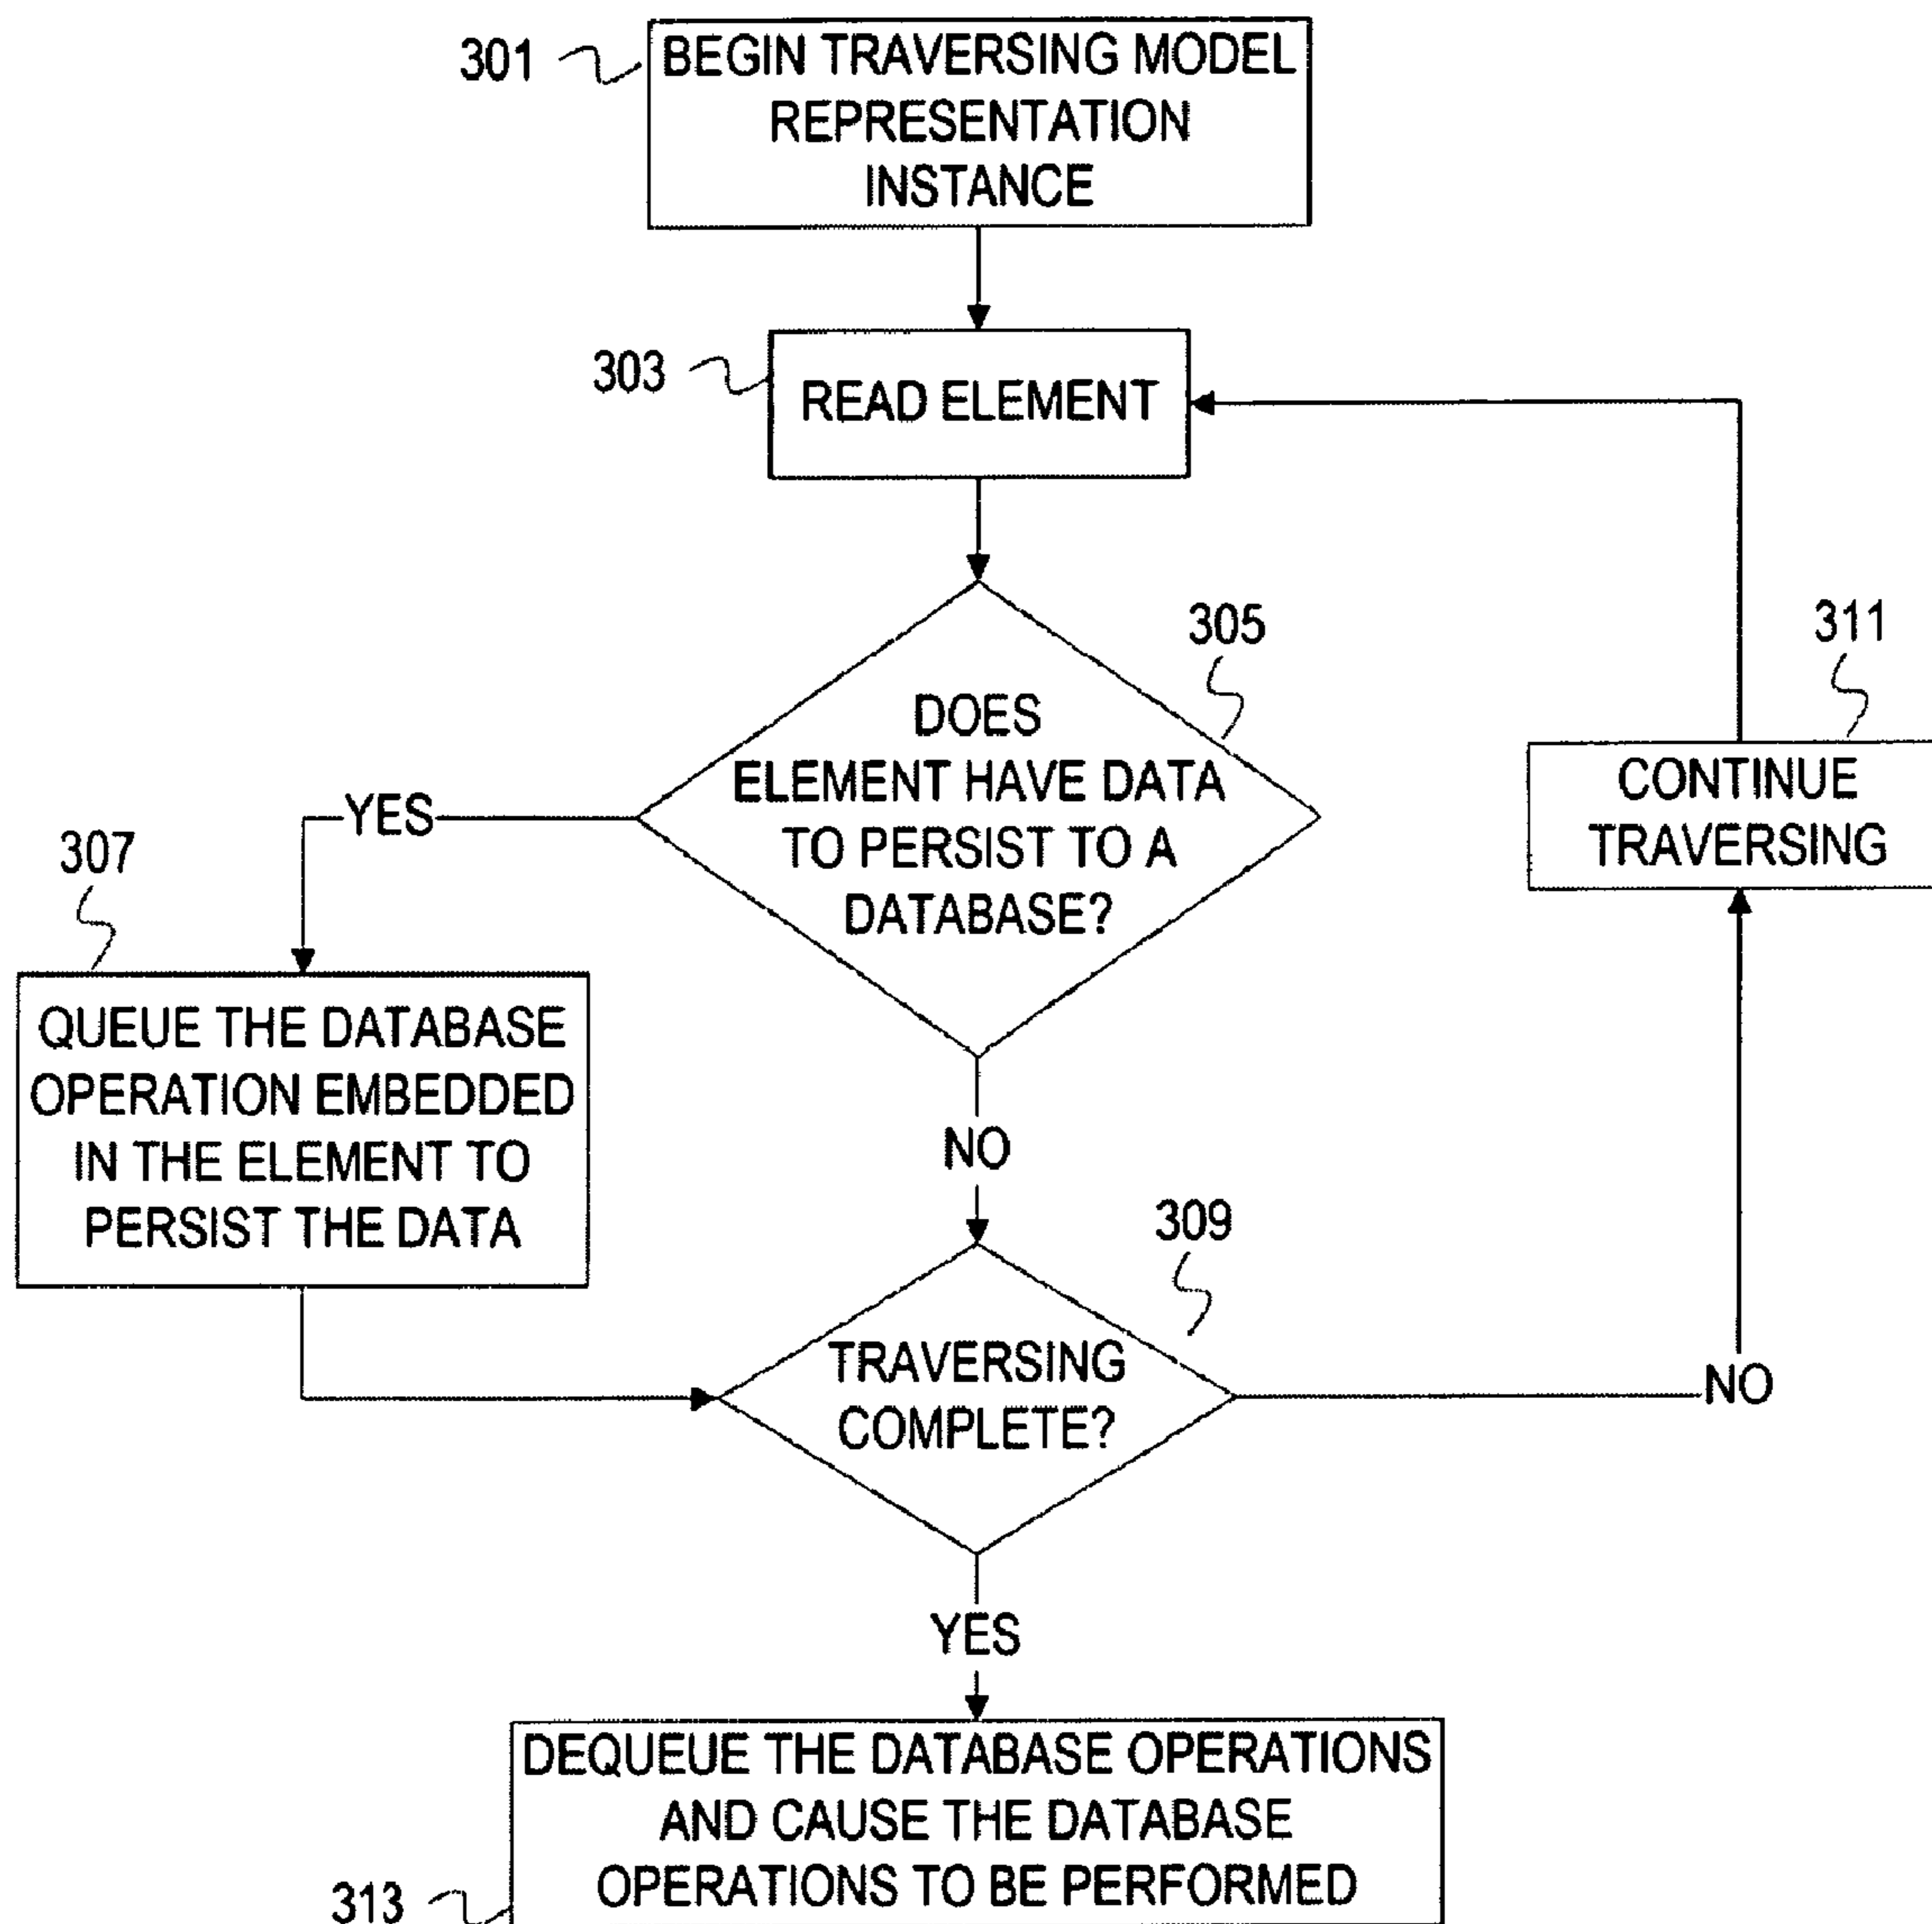 301
BEGIN TRAVERSING MODEL
REPRESENTATION
INSTANCE
303
READ ELEMENT
305
DOES
ELEMENT HAVE DATA
TO PERSIST TO A
DATABASE?
311
CONTINUE
TRAVERSING
YES
307
QUEUE THE DATABASE
OPERATION EMBEDDED
IN THE ELEMENT TO
PERSIST THE DATA
NO
309
TRAVERSING
COMPLETE?
NO
YES
DEQUEUE THE DATABASE OPERATIONS
AND CAUSE THE DATABASE
OPERATIONS TO BE PERFORMED
313